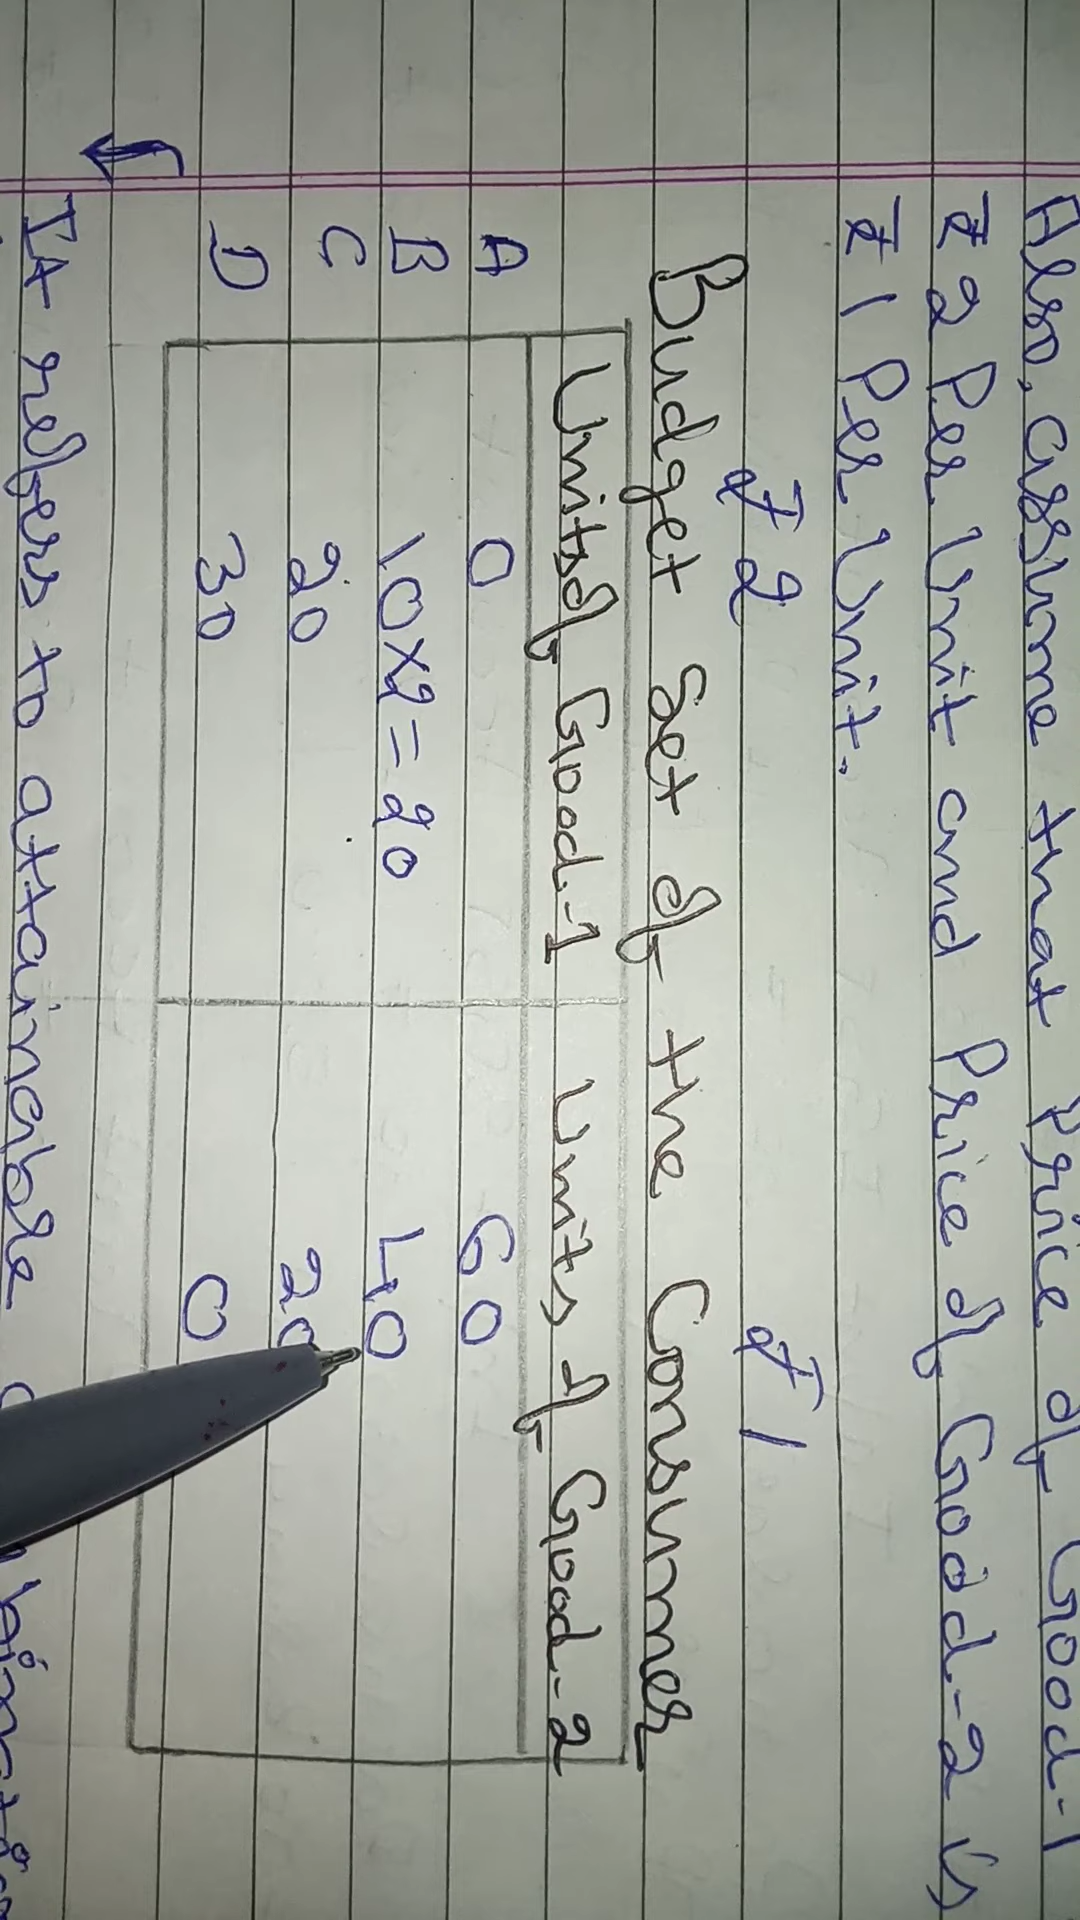 Also, assume that Price of Good-1
₹ 2 Per Unit and Price of Good-2 is
₹ 1 Per Unit.
₹ 2 ₹ 1
Budget Set of the Consumer
Units of Good-1 Units of Good-2
A 0 60
B 10×2=20 40
C 20 20
D 30 0
It refers to attainable